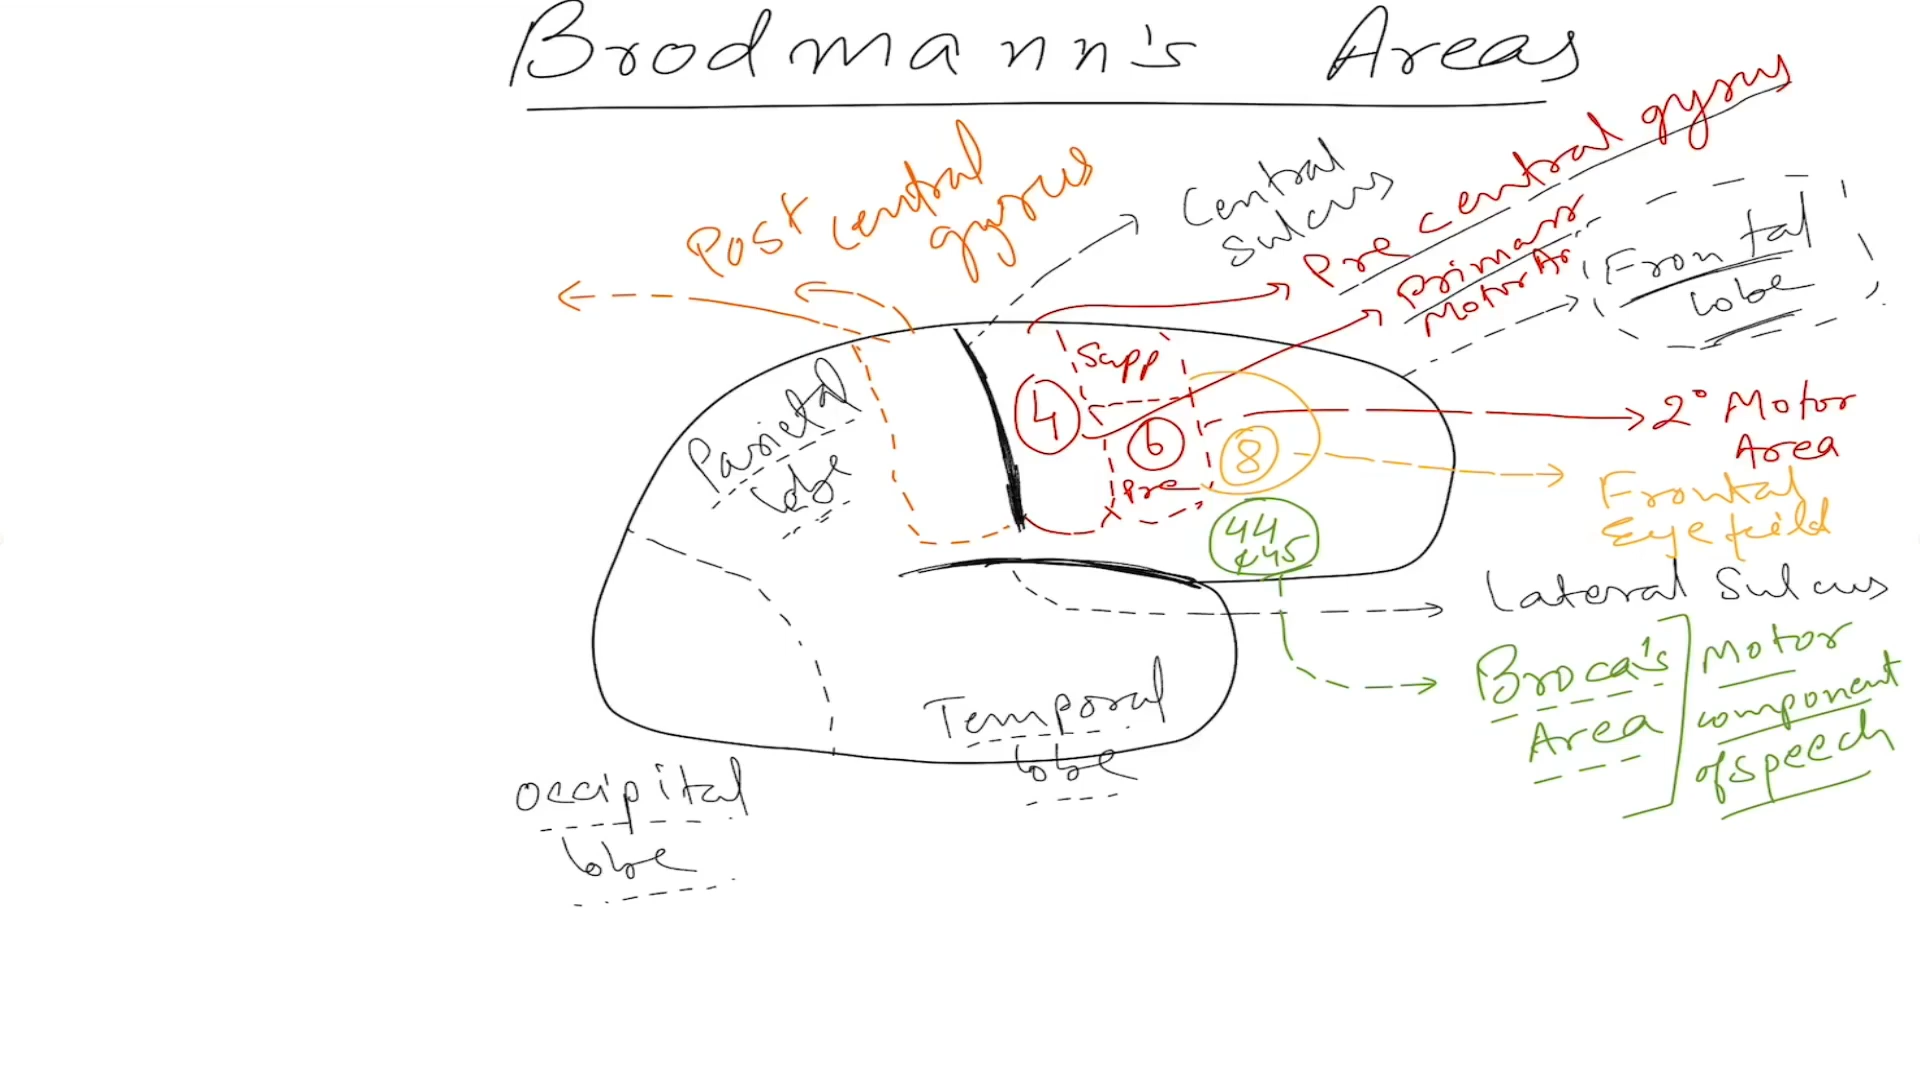 Brodmann's Areas
Post Central
gyrus
Central
Sulcus
Pre central gyrus
Primary
Motor Ar
Frontal
lobe
Parietal
lobe
Supp
4
6
Pre
8
2° Motor
Area
Frontal
Eye field
44
& 45
Lateral Sulcus
Broca's
Area
Motor
component
of speech
Temporal
lobe
Occipital
lobe